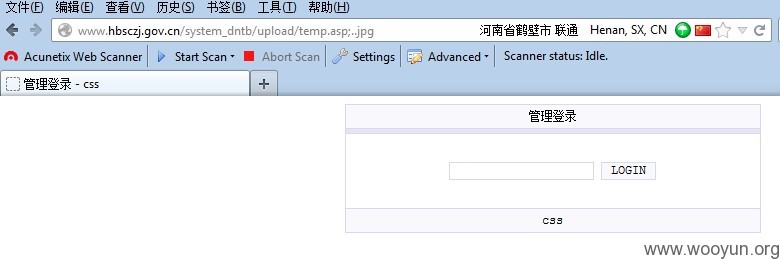 文件(F) 编辑(E) 查看(V) 历史(S) 书签(B) 工具(T) 帮助(H)
www.hbsczj.gov.cn/system_dntb/upload/temp.asp;.jpg 河南省鹤壁市 联通 Henan, SX, CN
Acunetix Web Scanner Start Scan Abort Scan Settings Advanced Scanner status: Idle.
管理登录 - css
管理登录
LOGIN
css
www.wooyun.org